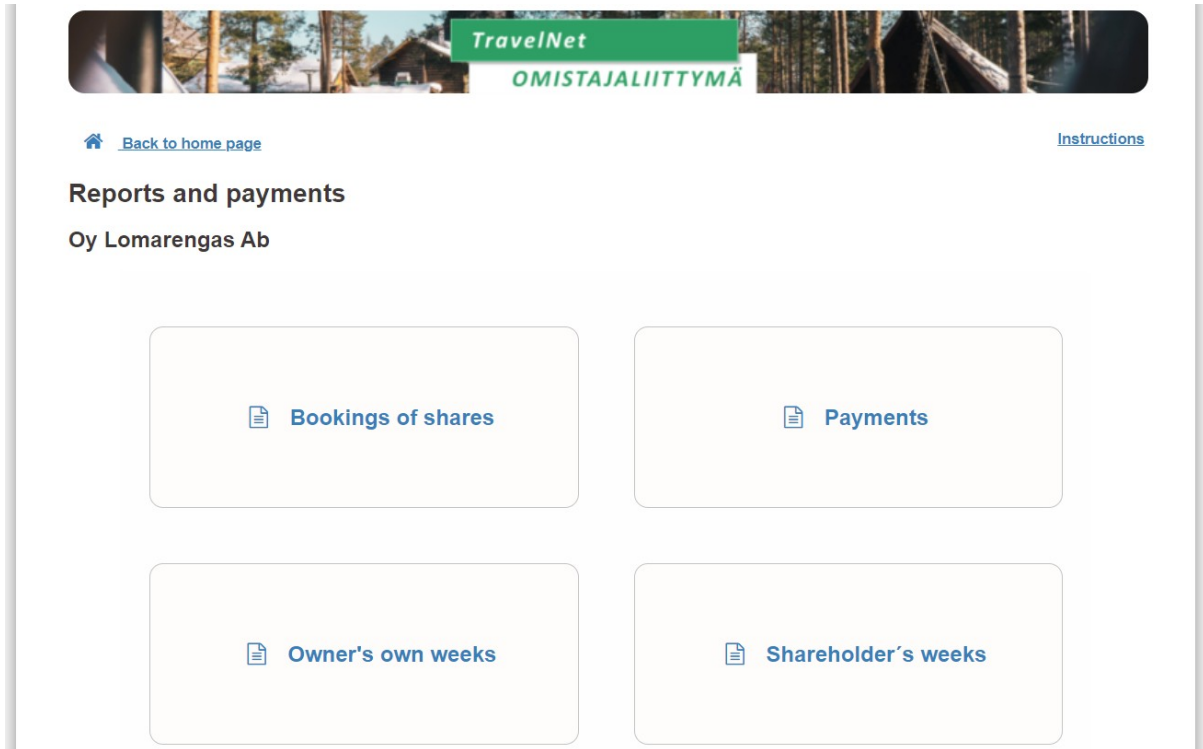 TravelNet
OMISTAJALIITTYMÄ
Back to home page
Instructions
Reports and payments
Oy Lomarengas Ab
Bookings of shares
Payments
Owner's own weeks
Shareholder´s weeks